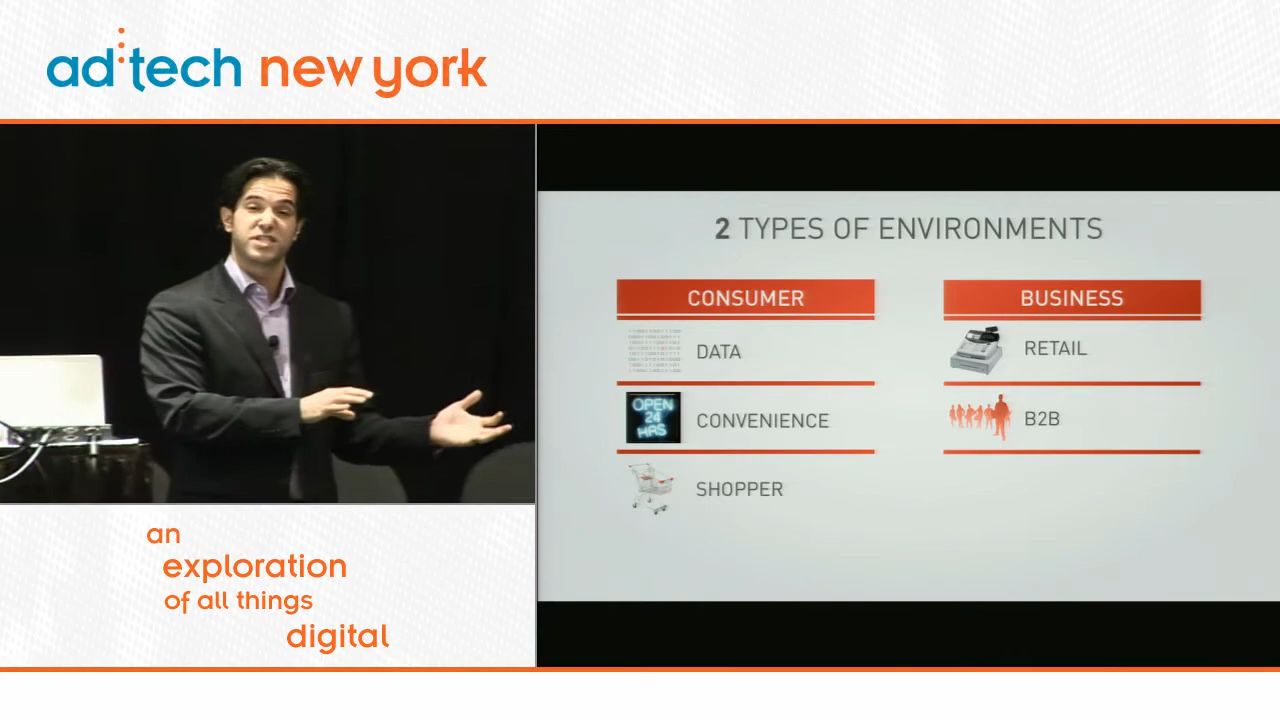 ad:tech new york
2 TYPES OF ENVIRONMENTS
CONSUMER
DATA
OPEN
24
HRS
CONVENIENCE
SHOPPER
BUSINESS
RETAIL
B2B
an
exploration
of all things
digital